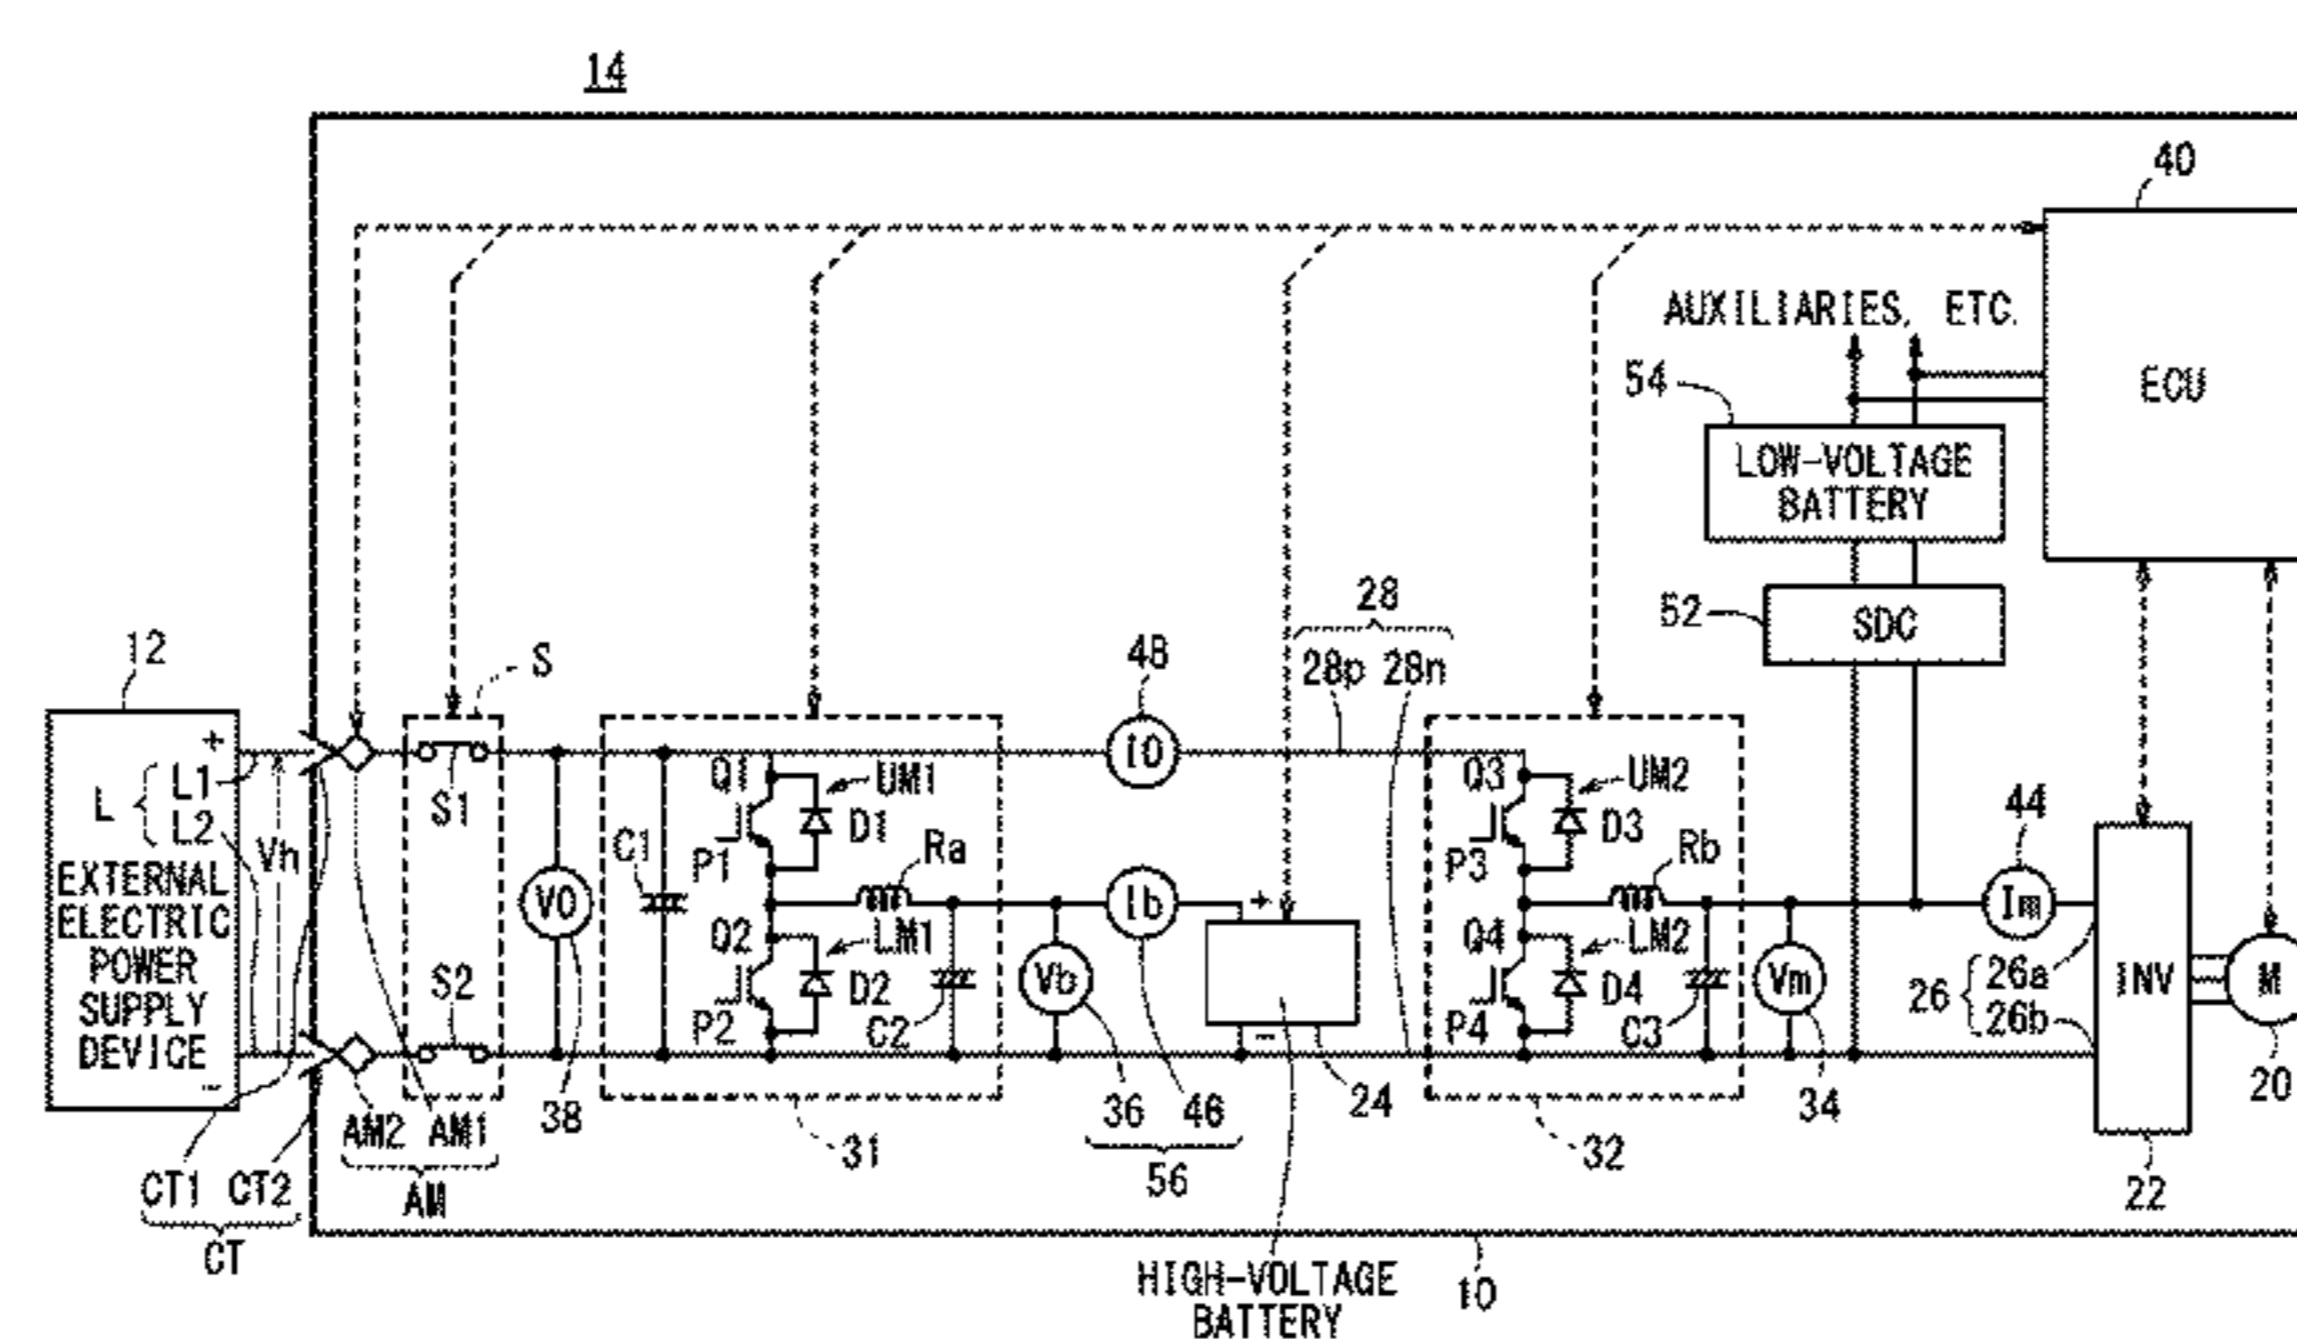 14
40
AUXILIARIES, ETC.
54
ECU
LOW-VOLTAGE
BATTERY
52
SDC
28
28p 28n
48
12
S
+
L
L1
L2
Vh
EXTERNAL
ELECTRIC
POWER
SUPPLY
DEVICE
-
S1
S2
V0
38
C1
Q1
UM1
D1
P1
Ra
Q2
LM1
D2
P2
C2
I0
Ib
Vb
+
-
36
46
56
24
31
Q3
UM2
D3
P3
Rb
Q4
LM2
D4
P4
C3
Vm
34
32
44
Im
26
26a
26b
INV
M
20
22
AM2 AM1
AM
CT1 CT2
CT
HIGH-VOLTAGE
BATTERY
10